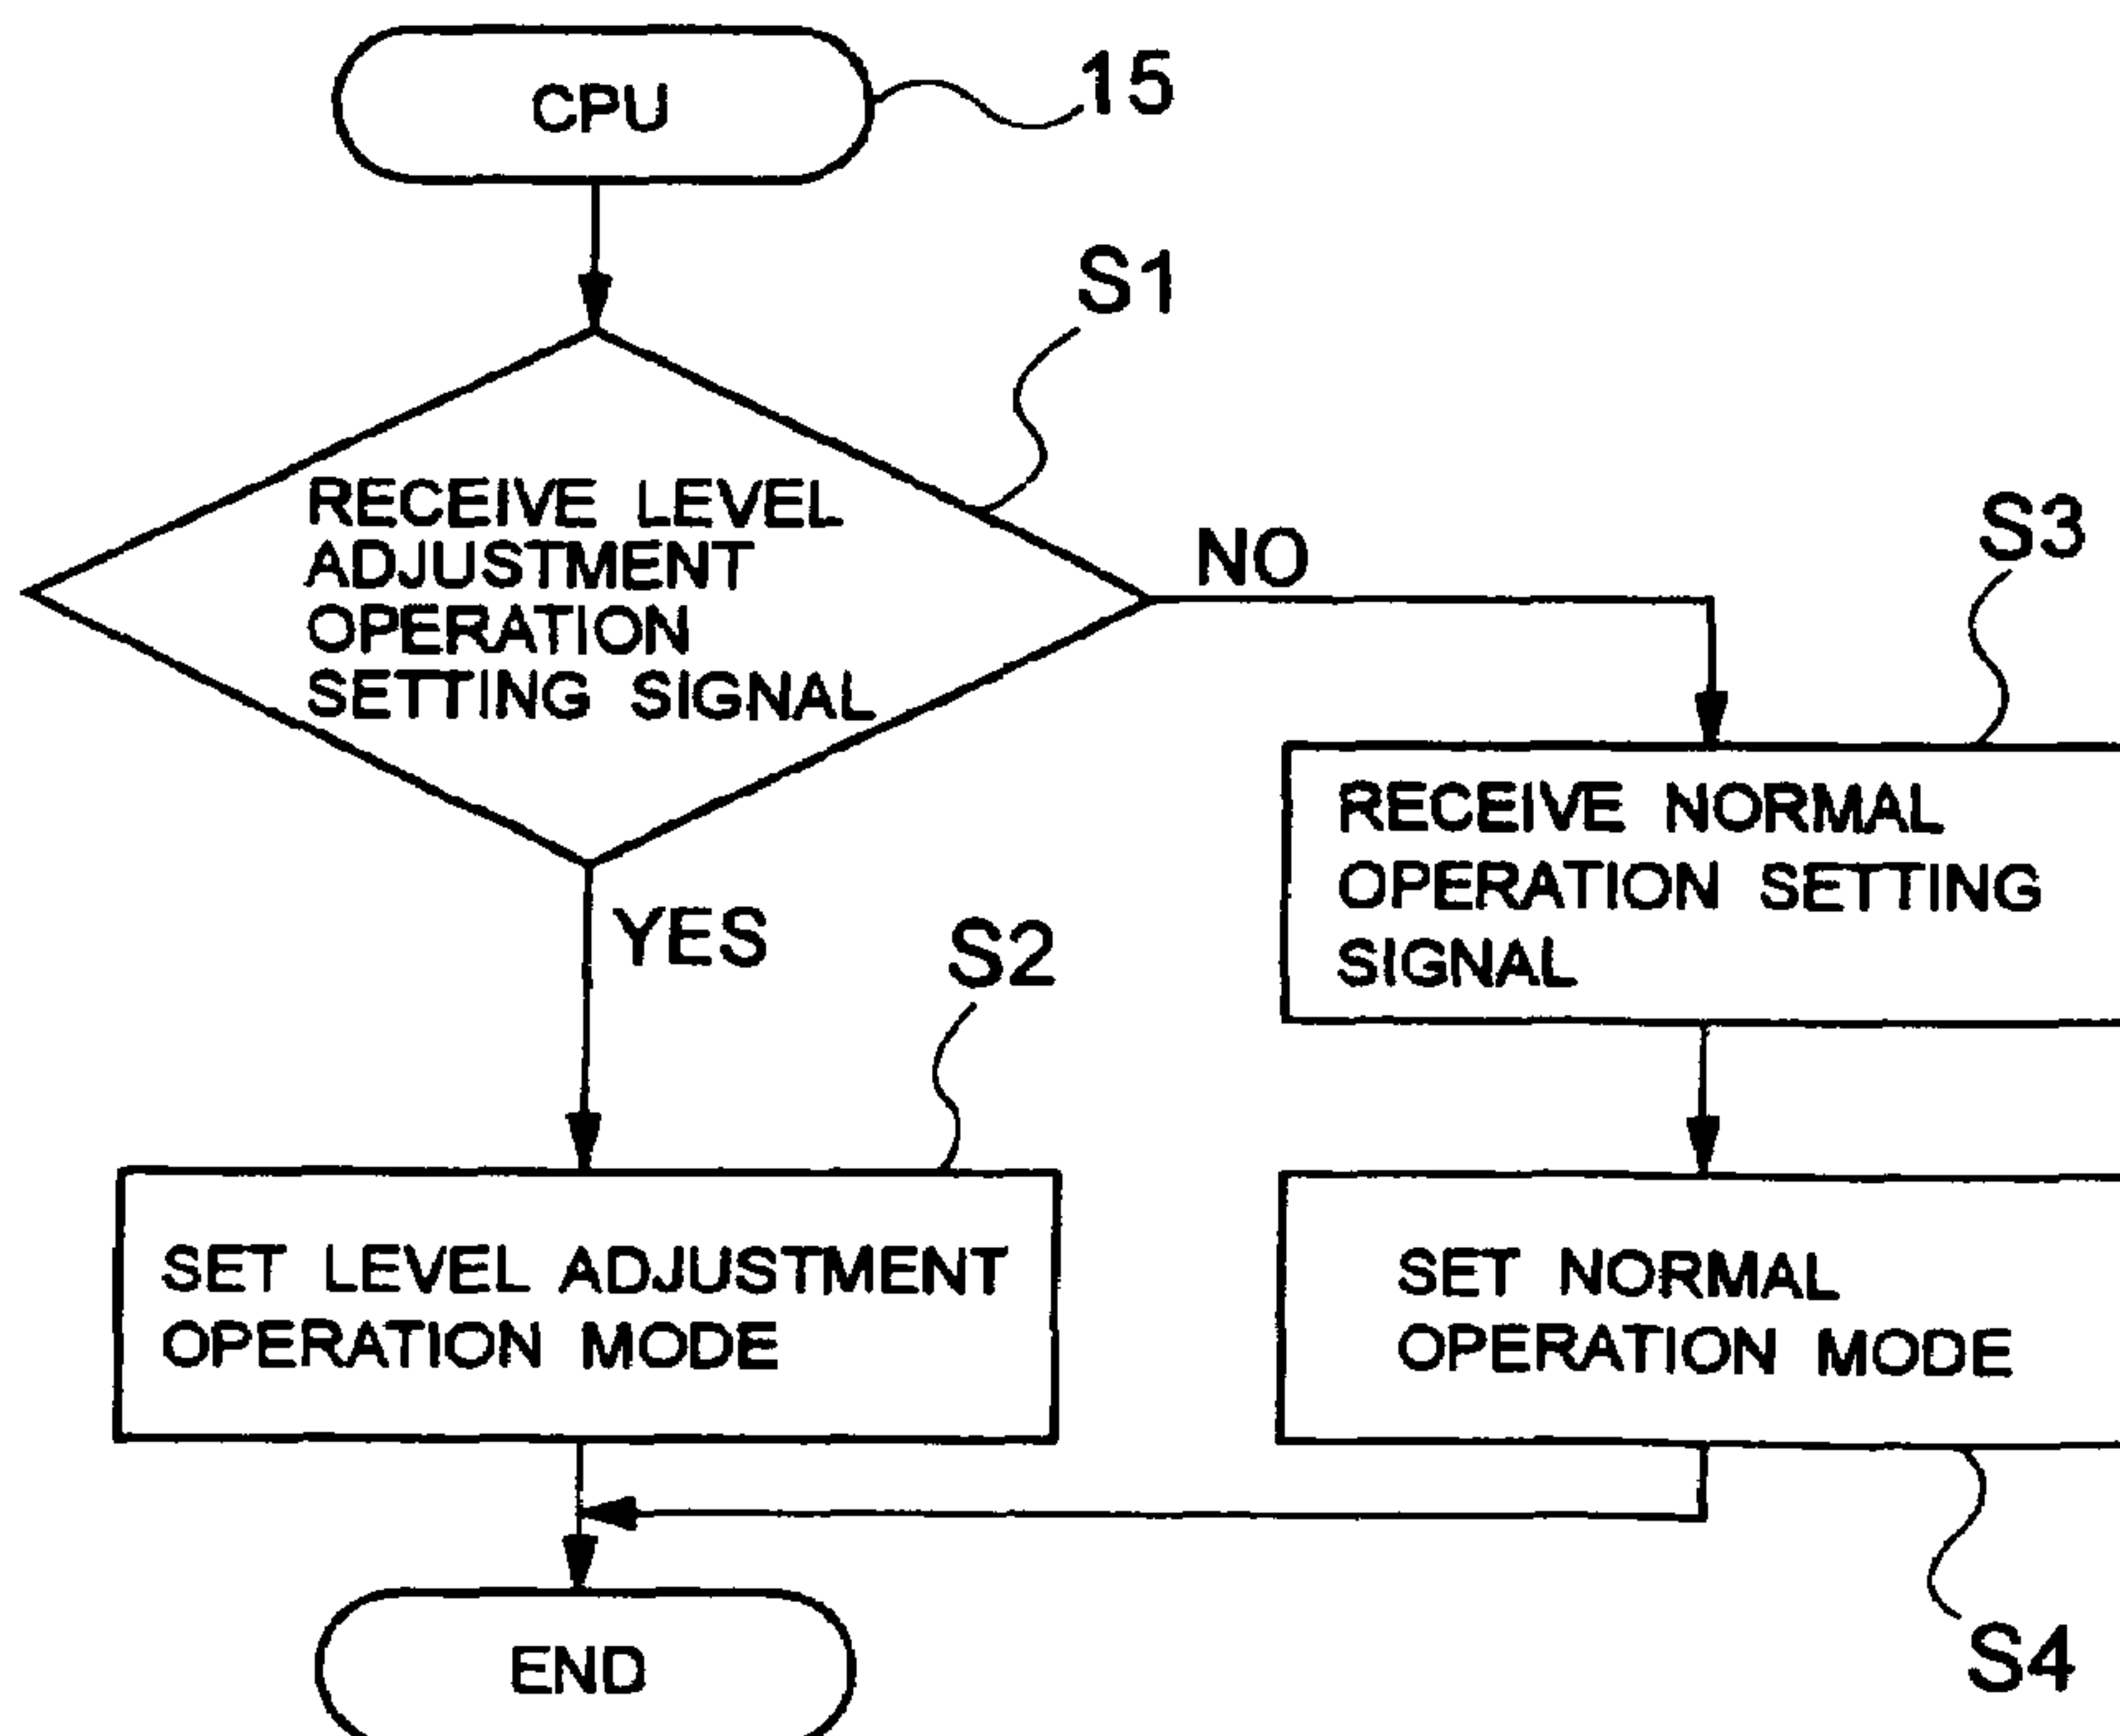 CPU
15
S1
RECEIVE LEVEL
ADJUSTMENT
OPERATION
SETTING SIGNAL
NO
S3
RECEIVE NORMAL
OPERATION SETTING
SIGNAL
YES
S2
SET LEVEL ADJUSTMENT
OPERATION MODE
SET NORMAL
OPERATION MODE
END
S4